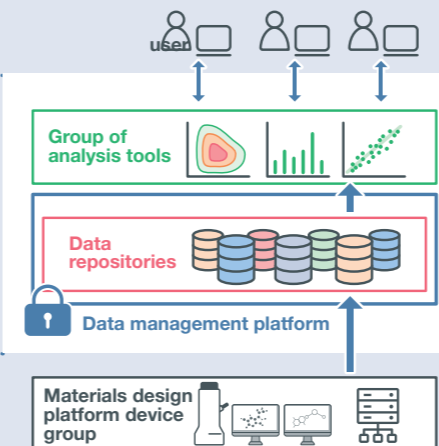 user
Group of
analysis tools
Data
repositories
Data management platform
Materials design
platform device
group